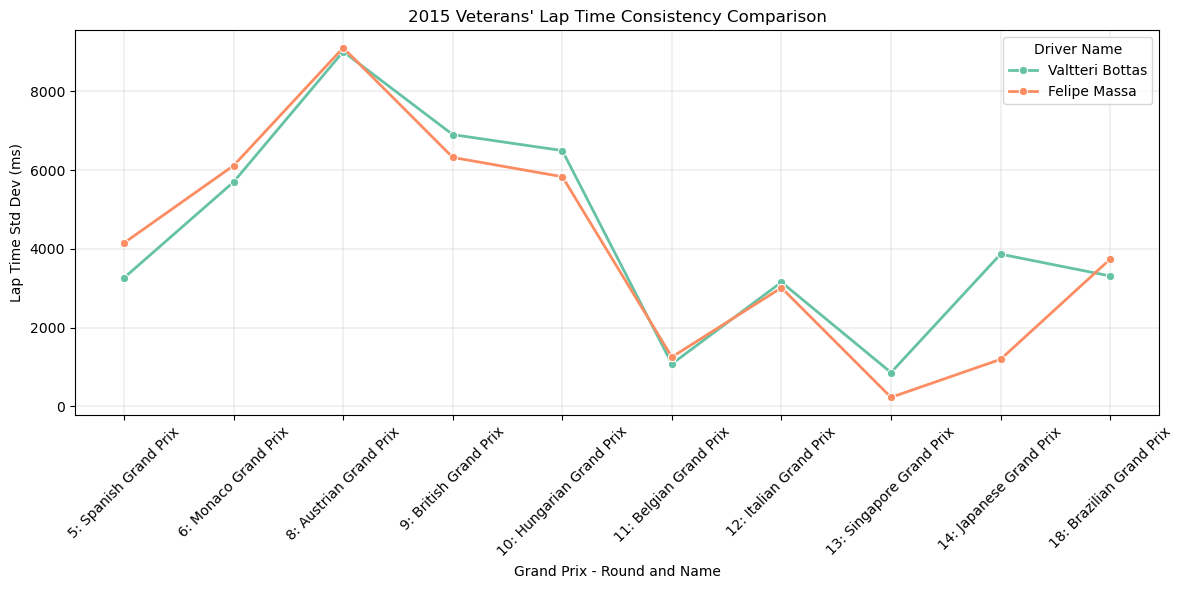 2015 Veterans' Lap Time Consistency Comparison
Driver Name
Valtteri Bottas
Felipe Massa
Lap Time Std Dev (ms)
8000
6000
4000
2000
0
5: Spanish Grand Prix
6: Monaco Grand Prix
8: Austrian Grand Prix
9: British Grand Prix
10: Hungarian Grand Prix
11: Belgian Grand Prix
12: Italian Grand Prix
13: Singapore Grand Prix
14: Japanese Grand Prix
18: Brazilian Grand Prix
Grand Prix - Round and Name